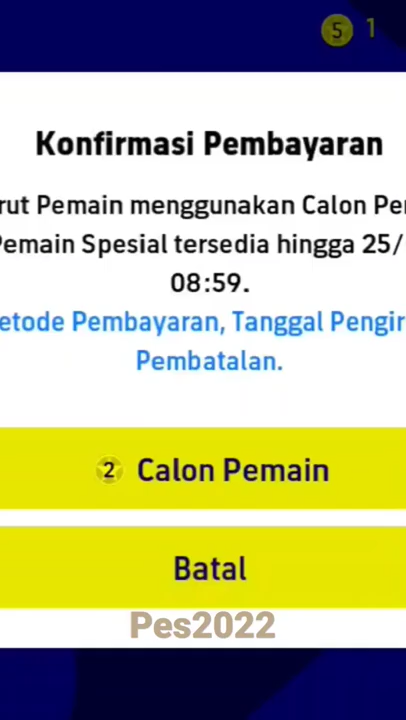 5 1
Konfirmasi Pembayaran
rut Pemain menggunakan Calon Pe
Pemain Spesial tersedia hingga 25/
08:59.
etode Pembayaran, Tanggal Pengir
Pembatalan.
2 Calon Pemain
Batal
Pes2022